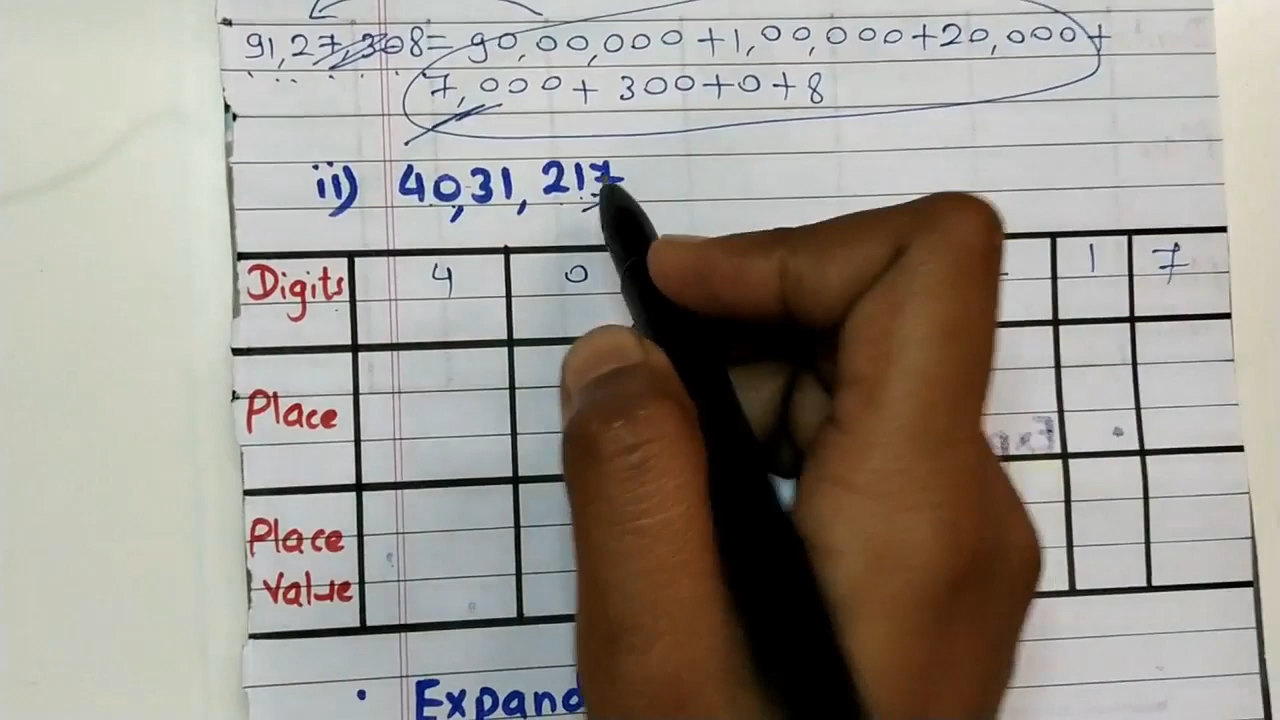 91,27,308= 90,00,000+1,00,000+20,000+
7,000+300+0+8
ii) 40,31,217
Digits 4 0 1 7
Place
Place
Value
• Expand